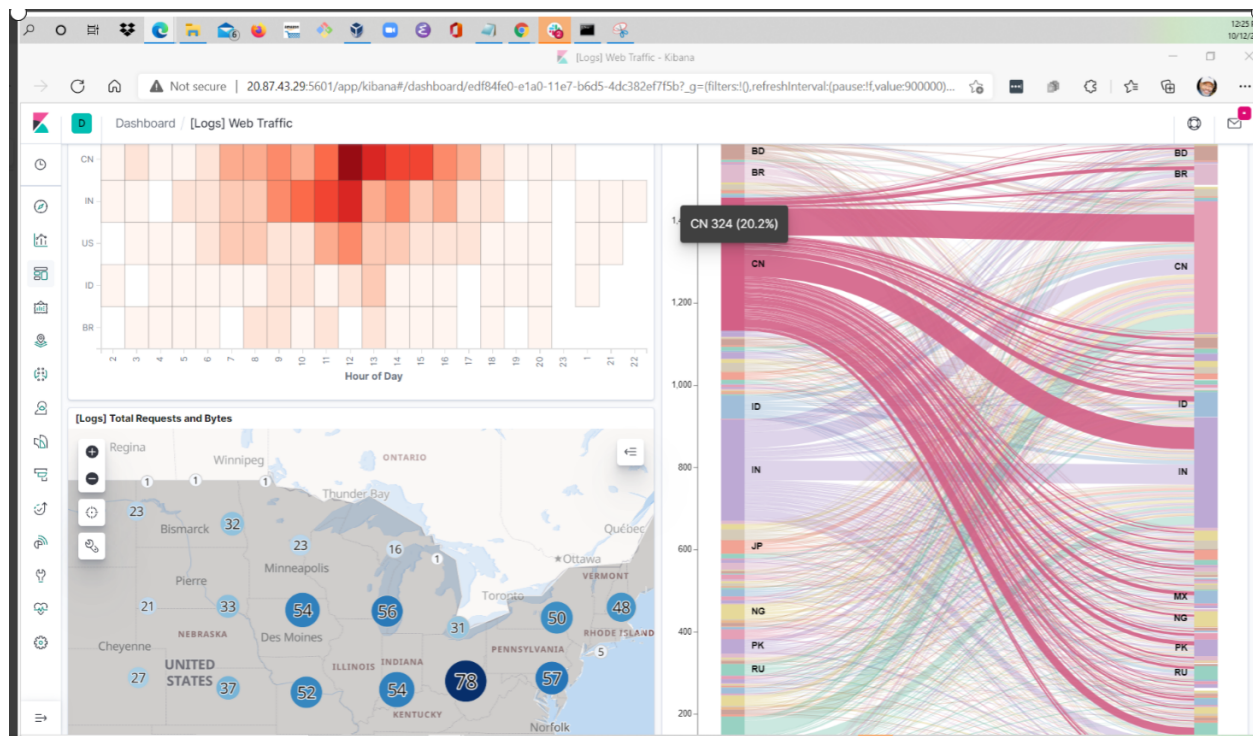 12:25
10/12/2
[Logs] Web Traffic - Kibana
Not secure | 20.87.43.29:5601/app/kibana#/dashboard/edf84fe0-e1a0-11e7-b6d5-4dc382ef7f5b?_g=(filters:!(),refreshInterval:(pause:!f,value:900000)...
D Dashboard / [Logs] Web Traffic
CN
IN
US
ID
BR
2 3 4 5 6 7 8 9 10 11 12 13 14 15 16 17 18 19 20 23 1 21 22
Hour of Day
[Logs] Total Requests and Bytes
Regina
Winnipeg
ONTARIO
1 1 1
Thunder Bay
23
Bismarck
32
Québec
23
16
1
Ottawa
Minneapolis
VERMONT
Pierre
Toronto
21 33 54 56 50 48
31
NEBRASKA
Des Moines
RHODE ISLAND
Cheyenne
PENNSYLVANIA
5
UNITED
STATES
ILLINOIS
INDIANA
27 37 52 54 78 57
KENTUCKY
Norfolk
BD BD
BR BR
CN 324 (20.2%)
CN CN
1,200
1,000
ID ID
800
IN IN
600
JP
MX
NG NG
400
PK PK
RU RU
200